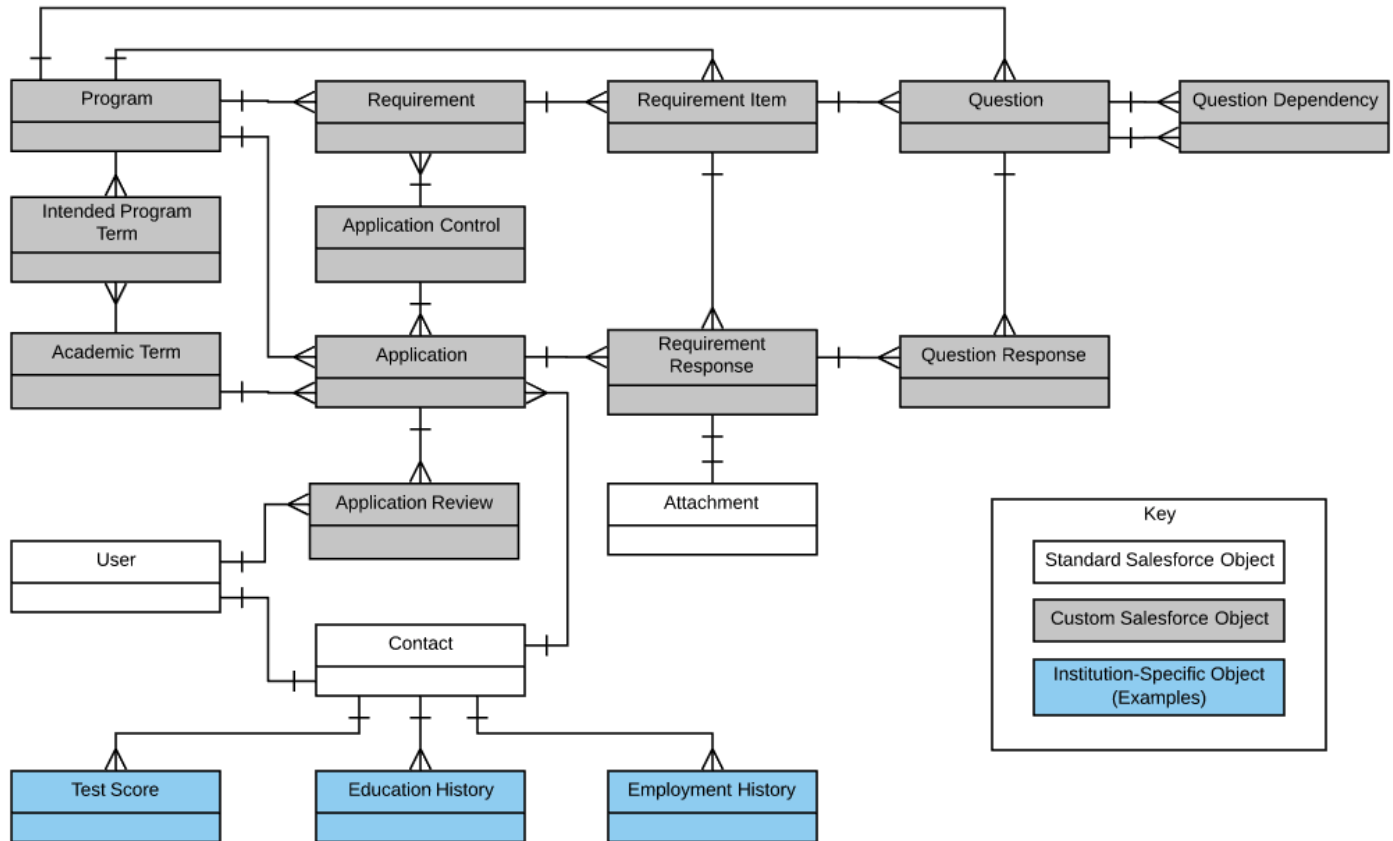 Program
Requirement
Requirement Item
Question
Question Dependency
Intended Program
Term
Application Control
Academic Term
Application
Requirement
Response
Question Response
Application Review
Attachment
User
Contact
Key
Standard Salesforce Object
Custom Salesforce Object
Institution-Specific Object
(Examples)
Test Score
Education History
Employment History